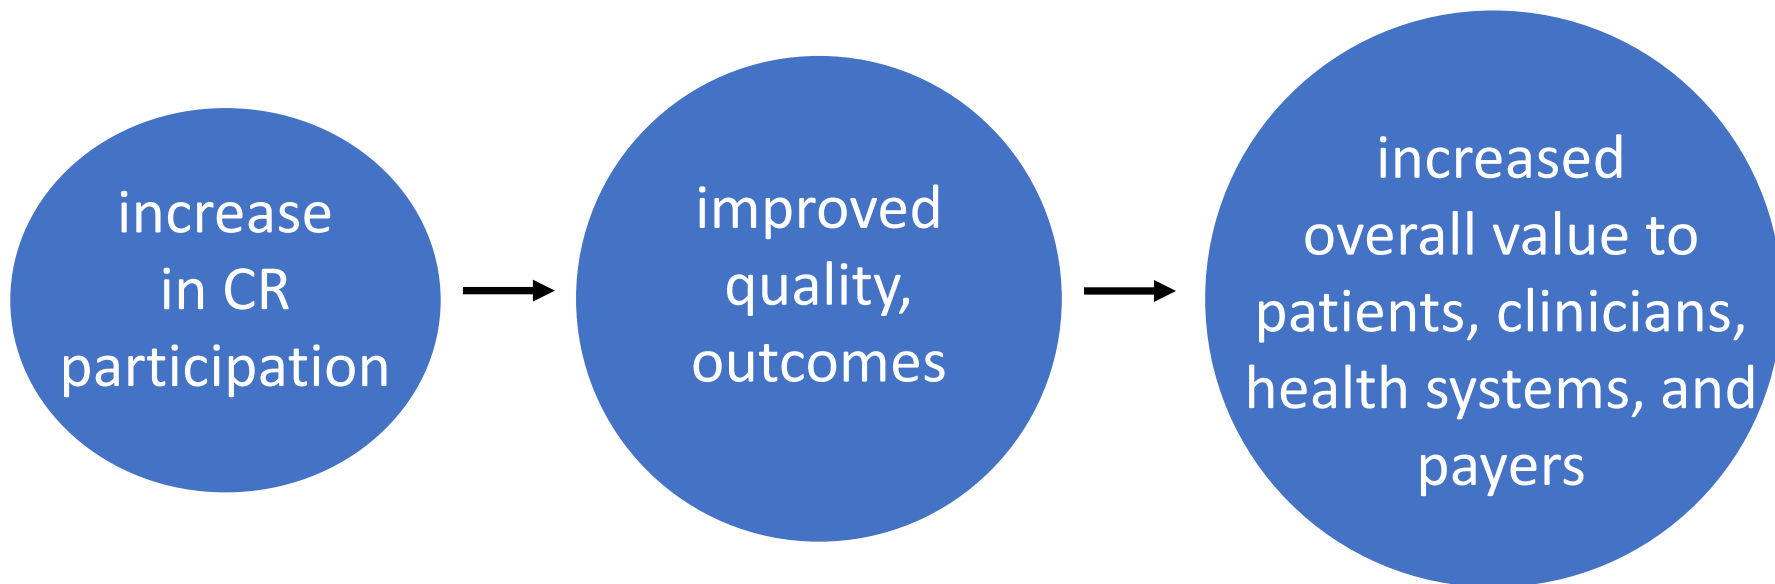 increase
in CR
participation
improved
quality,
outcomes
increased
overall value to
patients, clinicians,
health systems, and
payers